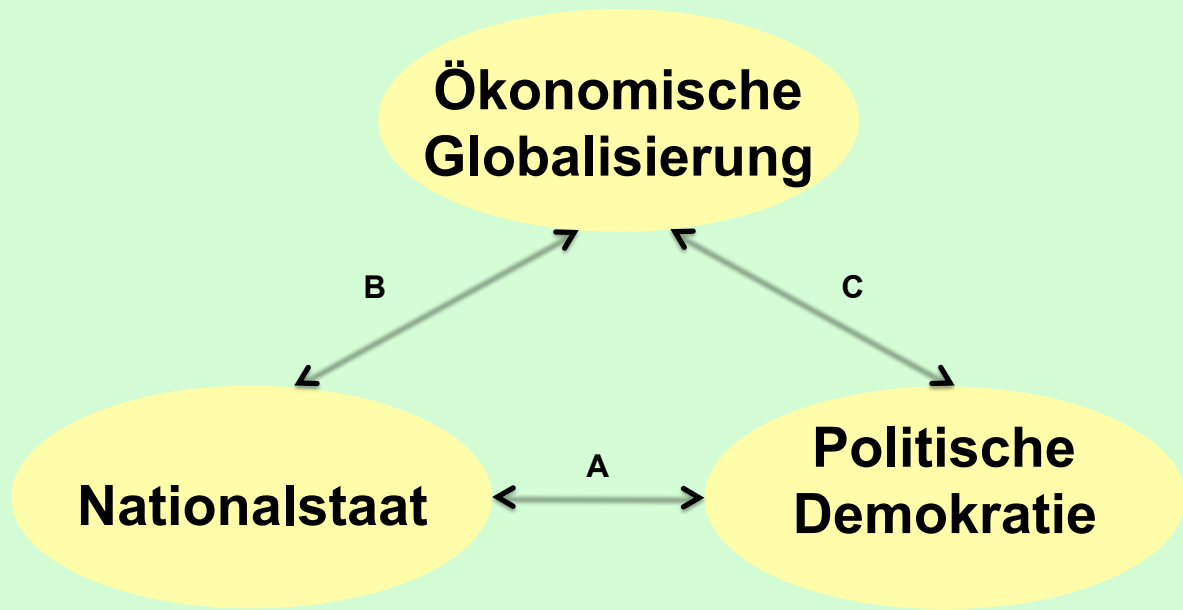 Ökonomische
Globalisierung
B
C
A
Nationalstaat
Politische
Demokratie